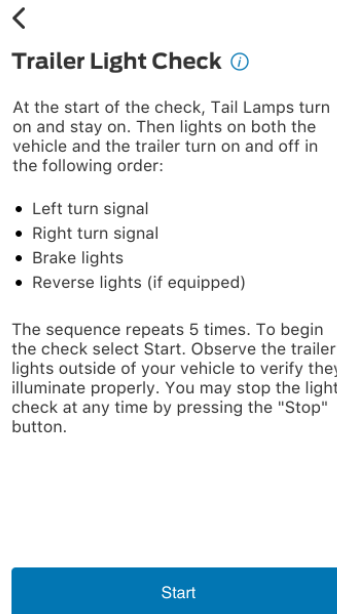 Trailer Light Check
At the start of the check, Tail Lamps turn
on and stay on. Then lights on both the
vehicle and the trailer turn on and off in
the following order:
• Left turn signal
• Right turn signal
• Brake lights
• Reverse lights (if equipped)
The sequence repeats 5 times. To begin
the check select Start. Observe the trailer
lights outside of your vehicle to verify they
illuminate properly. You may stop the light
check at any time by pressing the "Stop"
button.
Start